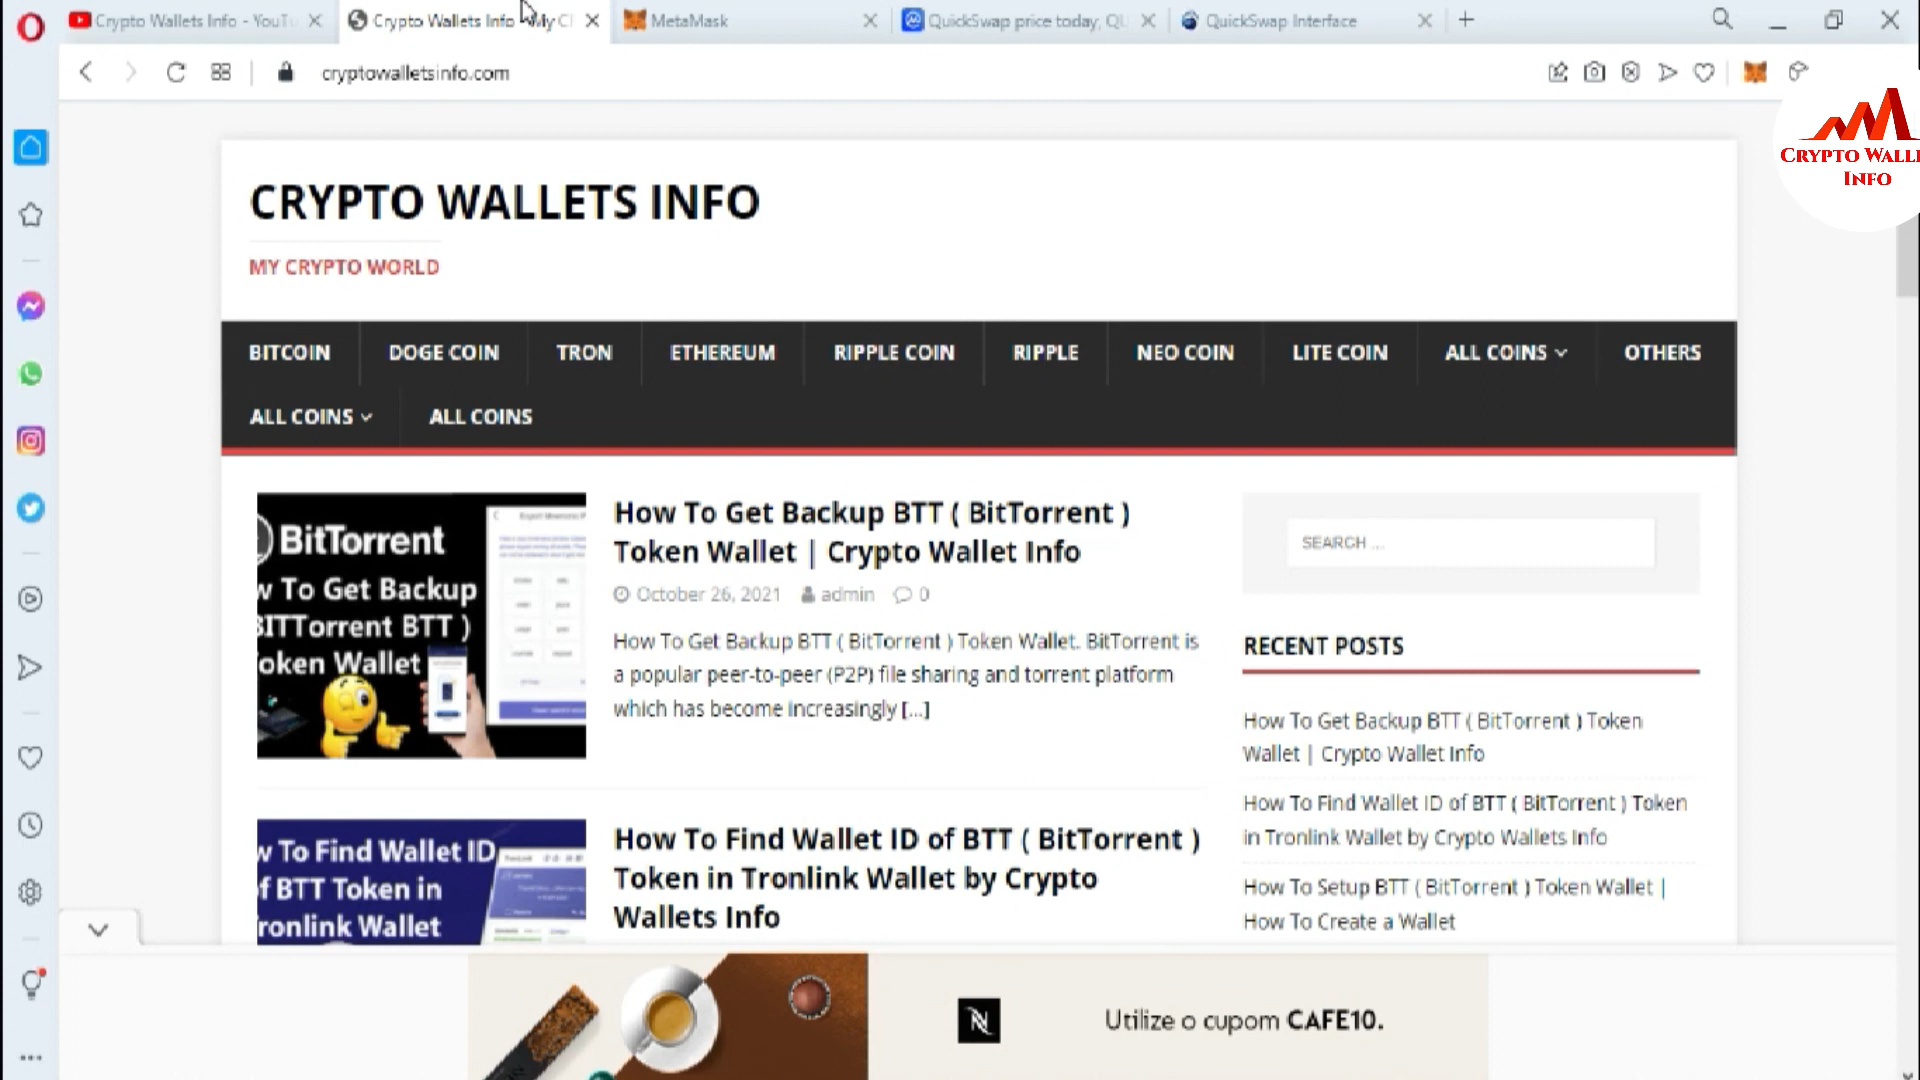 Crypto Wallets Info - YouTu
Crypto Wallets Info - My C
MetaMask
QuickSwap price today, QU
QuickSwap Interface
cryptowalletsinfo.com
CRYPTO WALLE
INFO
CRYPTO WALLETS INFO
MY CRYPTO WORLD
BITCOIN DOGE COIN TRON ETHEREUM RIPPLE COIN RIPPLE NEO COIN LITE COIN ALL COINS OTHERS
ALL COINS ALL COINS
BitTorrent
w To Get Backup
BITTorrent BTT )
oken Wallet
How To Get Backup BTT ( BitTorrent )
Token Wallet | Crypto Wallet Info
October 26, 2021 admin 0
How To Get Backup BTT ( BitTorrent ) Token Wallet. BitTorrent is
a popular peer-to-peer (P2P) file sharing and torrent platform
which has become increasingly [...]
SEARCH ...
RECENT POSTS
How To Get Backup BTT ( BitTorrent ) Token
Wallet | Crypto Wallet Info
How To Find Wallet ID of BTT ( BitTorrent ) Token
in Tronlink Wallet by Crypto Wallets Info
How To Setup BTT ( BitTorrent ) Token Wallet |
How To Create a Wallet
w To Find Wallet ID
f BTT Token in
ronlink Wallet
How To Find Wallet ID of BTT ( BitTorrent )
Token in Tronlink Wallet by Crypto
Wallets Info
N
Utilize o cupom CAFE10.